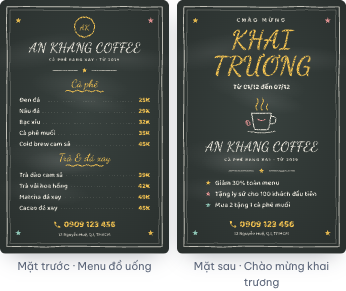 AK
AN KHANG COFFEE
CÀ PHÊ RANG XAY · TỪ 2019
Cà phê
Đen đá 25K
Nâu đá 29K
Bạc xỉu 32K
Cà phê muối 35K
Cold brew cam sả 45K
Trà & đá xay
Trà đào cam sả 39K
Trà vải hoa hồng 42K
Matcha đá xay 49K
Cacao đá xay 45K
0909 123 456
12 Nguyễn Huệ, Q.1, TP.HCM
Mặt trước · Menu đồ uống
CHÀO MỪNG
KHAI
TRƯƠNG
Từ 01/12 đến 07/12
AN KHANG COFFEE
CÀ PHÊ RANG XAY · TỪ 2019
Giảm 30% toàn menu
Tặng ly sứ cho 100 khách đầu tiên
Mua 2 tặng 1 cà phê muối
0909 123 456
12 Nguyễn Huệ, Q.1, TP.HCM
Mặt sau · Chào mừng khai
trương